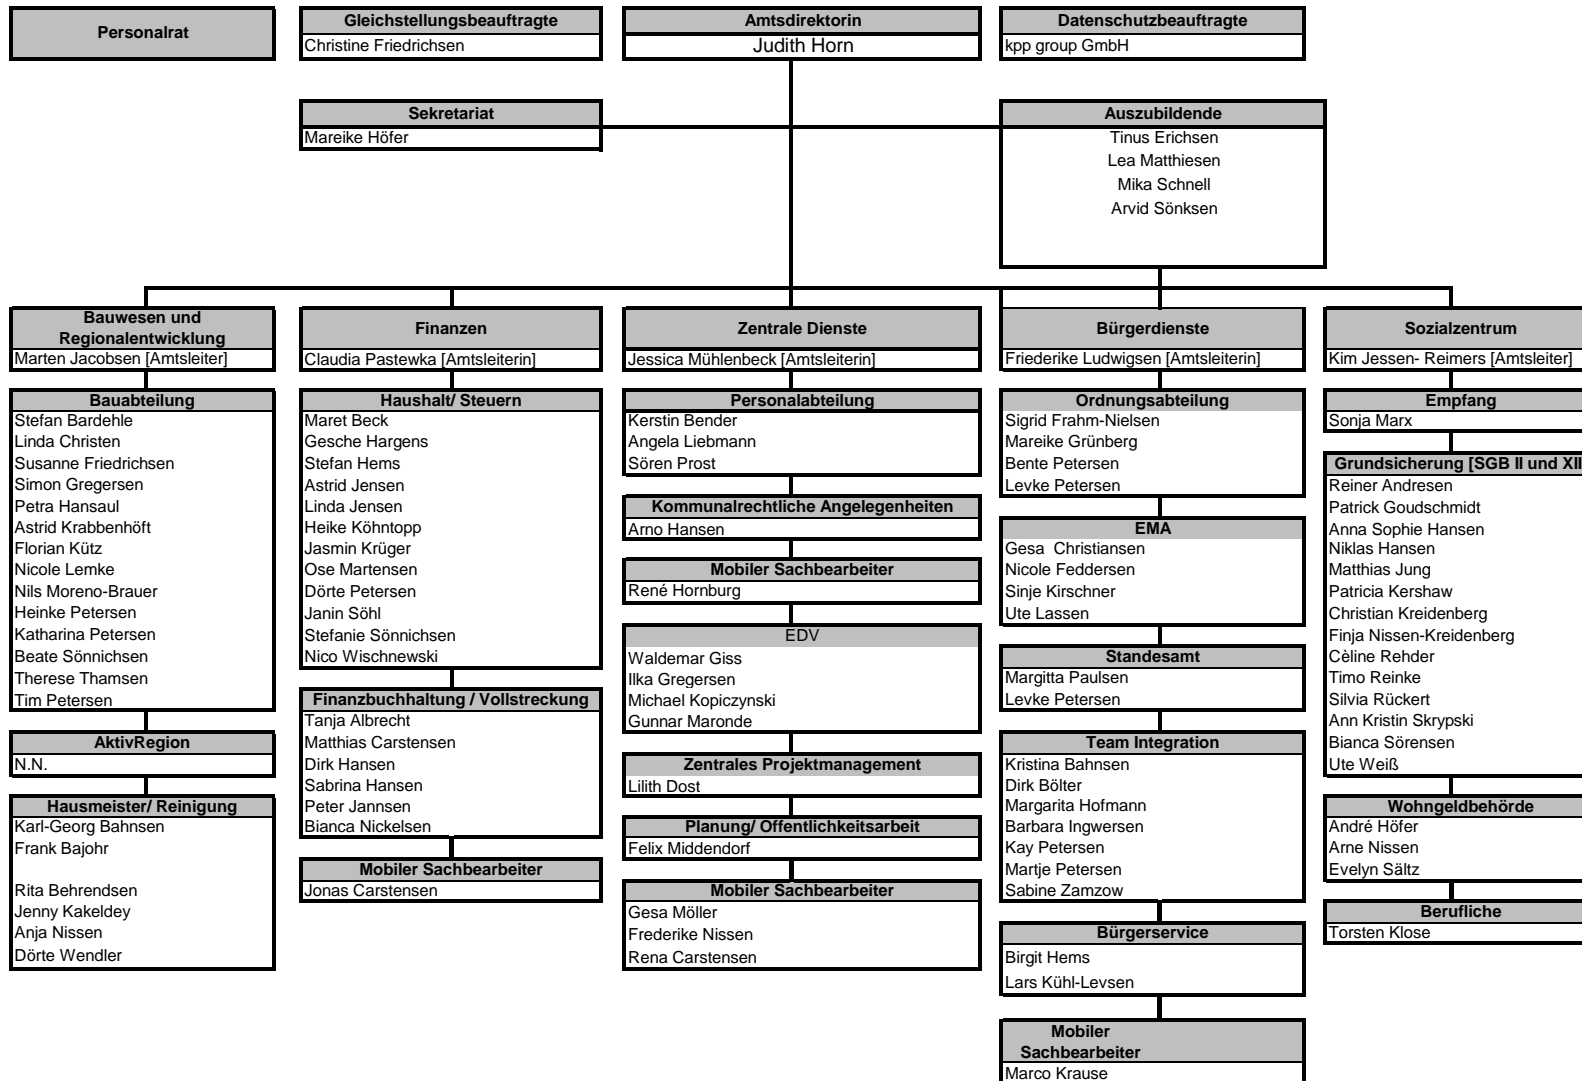 Personalrat
Gleichstellungsbeauftragte
Christine Friedrichsen
Amtsdirektorin
Judith Horn
Datenschutzbeauftragte
kpp group GmbH
Sekretariat
Mareike Höfer
Auszubildende
Tinus Erichsen
Lea Matthiesen
Mika Schnell
Arvid Sönksen
Bauwesen und
Regionalentwicklung
Marten Jacobsen [Amtsleiter]
Bauabteilung
Stefan Bardehle
Linda Christen
Susanne Friedrichsen
Simon Gregersen
Petra Hansaul
Astrid Krabbenhöft
Florian Kütz
Nicole Lemke
Nils Moreno-Brauer
Heinke Petersen
Katharina Petersen
Beate Sönnichsen
Therese Thamsen
Tim Petersen
AktivRegion
N.N.
Hausmeister/ Reinigung
Karl-Georg Bahnsen
Frank Bajohr
Rita Behrendsen
Jenny Kakeldey
Anja Nissen
Dörte Wendler
Finanzen
Claudia Pastewka [Amtsleiterin]
Haushalt/ Steuern
Maret Beck
Gesche Hargens
Stefan Hems
Astrid Jensen
Linda Jensen
Heike Köhntopp
Jasmin Krüger
Ose Martensen
Dörte Petersen
Janin Söhl
Stefanie Sönnichsen
Nico Wischnewski
Finanzbuchhaltung / Vollstreckung
Tanja Albrecht
Matthias Carstensen
Dirk Hansen
Sabrina Hansen
Peter Jannsen
Bianca Nickelsen
Mobiler Sachbearbeiter
Jonas Carstensen
Zentrale Dienste
Jessica Mühlenbeck [Amtsleiterin]
Personalabteilung
Kerstin Bender
Angela Liebmann
Sören Prost
Kommunalrechtliche Angelegenheiten
Arno Hansen
Mobiler Sachbearbeiter
René Hornburg
EDV
Waldemar Giss
Ilka Gregersen
Michael Kopiczynski
Gunnar Maronde
Zentrales Projektmanagement
Lilith Dost
Planung/ Offentlichkeitsarbeit
Felix Middendorf
Mobiler Sachbearbeiter
Gesa Möller
Frederike Nissen
Rena Carstensen
Bürgerdienste
Friederike Ludwigsen [Amtsleiterin]
Ordnungsabteilung
Sigrid Frahm-Nielsen
Mareike Grünberg
Bente Petersen
Levke Petersen
EMA
Gesa  Christiansen
Nicole Feddersen
Sinje Kirschner
Ute Lassen
Standesamt
Margitta Paulsen
Levke Petersen
Team Integration
Kristina Bahnsen
Dirk Bölter
Margarita Hofmann
Barbara Ingwersen
Kay Petersen
Martje Petersen
Sabine Zamzow
Bürgerservice
Birgit Hems
Lars Kühl-Levsen
Mobiler
Sachbearbeiter
Marco Krause
Sozialzentrum
Kim Jessen- Reimers [Amtsleiter]
Empfang
Sonja Marx
Grundsicherung [SGB II und XII
Reiner Andresen
Patrick Goudschmidt
Anna Sophie Hansen
Niklas Hansen
Matthias Jung
Patricia Kershaw
Christian Kreidenberg
Finja Nissen-Kreidenberg
Cèline Rehder
Timo Reinke
Silvia Rückert
Ann Kristin Skrypski
Bianca Sörensen
Ute Weiß
Wohngeldbehörde
André Höfer
Arne Nissen
Evelyn Sältz
Berufliche
Torsten Klose